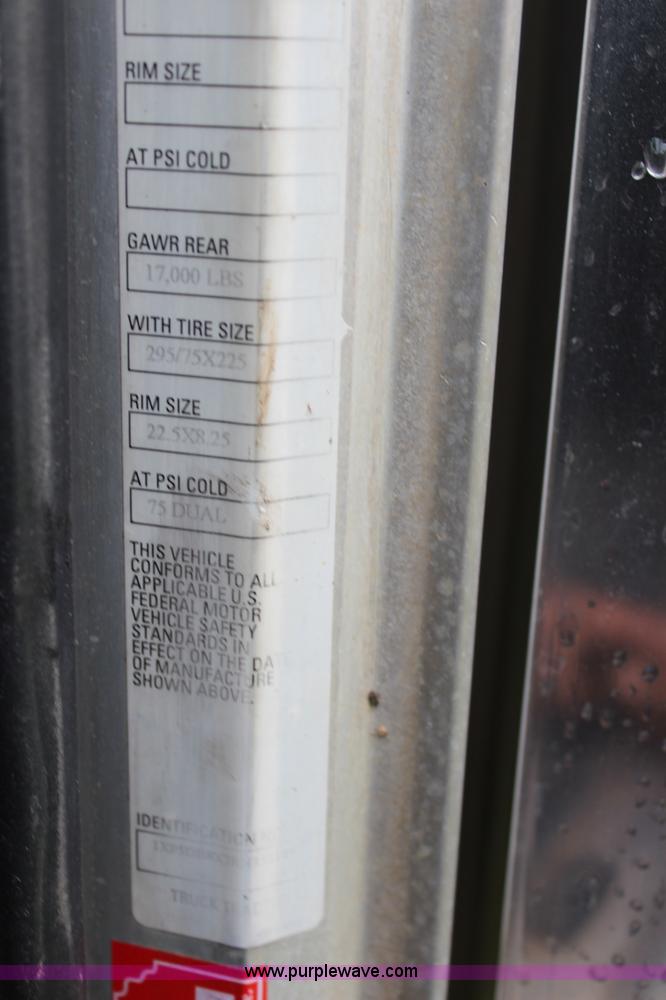 RIM SIZE
AT PSI COLD
GAWR REAR
17,000 LBS
WITH TIRE SIZE
295/75X225
RIM SIZE
22.5X8.25
AT PSI COLD
75 DUAL
THIS VEHICLE
CONFORMS TO ALL
APPLICABLE U.S.
FEDERAL MOTOR
VEHICLE SAFETY
STANDARDS IN
EFFECT ON THE DA
OF MANUFACTURE
SHOWN ABOVE.
IDENTIFICATION
TRUCK
www.purplewave.com